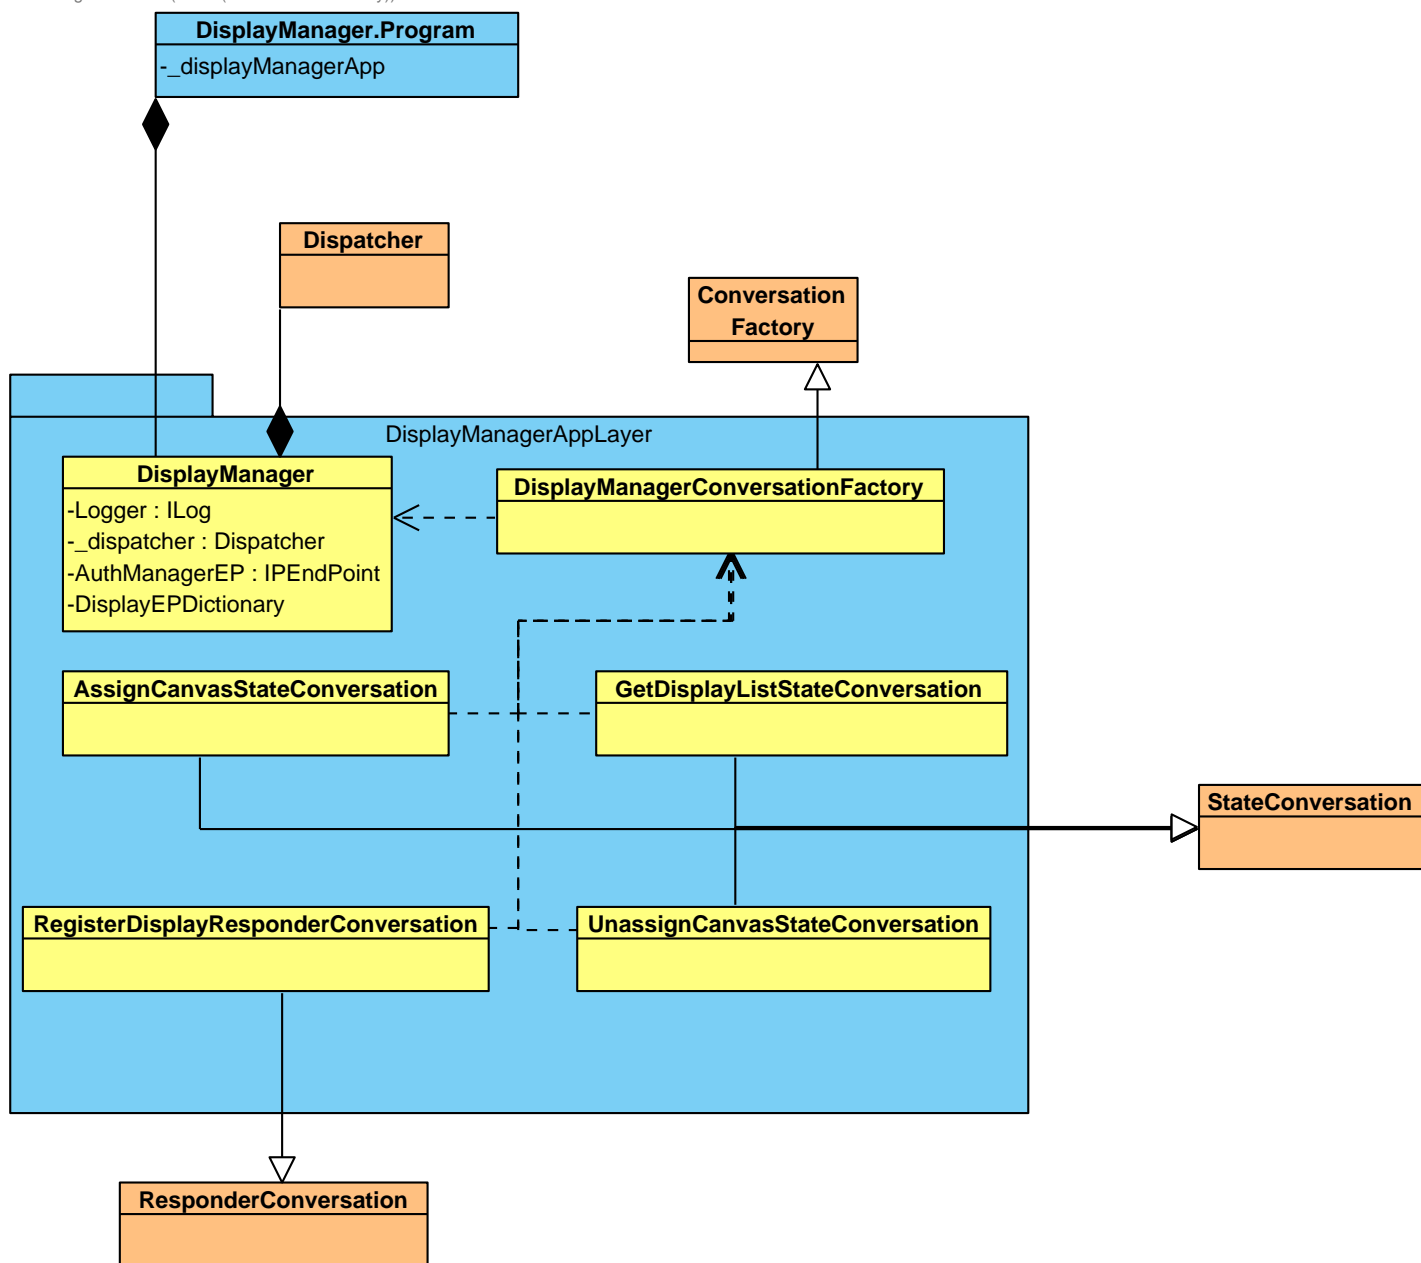 DisplayManager.Program
-_displayManagerApp
Dispatcher
Conversation
Factory
DisplayManagerAppLayer
DisplayManager
-Logger : ILog
-_dispatcher : Dispatcher
-AuthManagerEP : IPEndPoint
-DisplayEPDictionary
DisplayManagerConversationFactory
AssignCanvasStateConversation
GetDisplayListStateConversation
StateConversation
RegisterDisplayResponderConversation
UnassignCanvasStateConversation
ResponderConversation